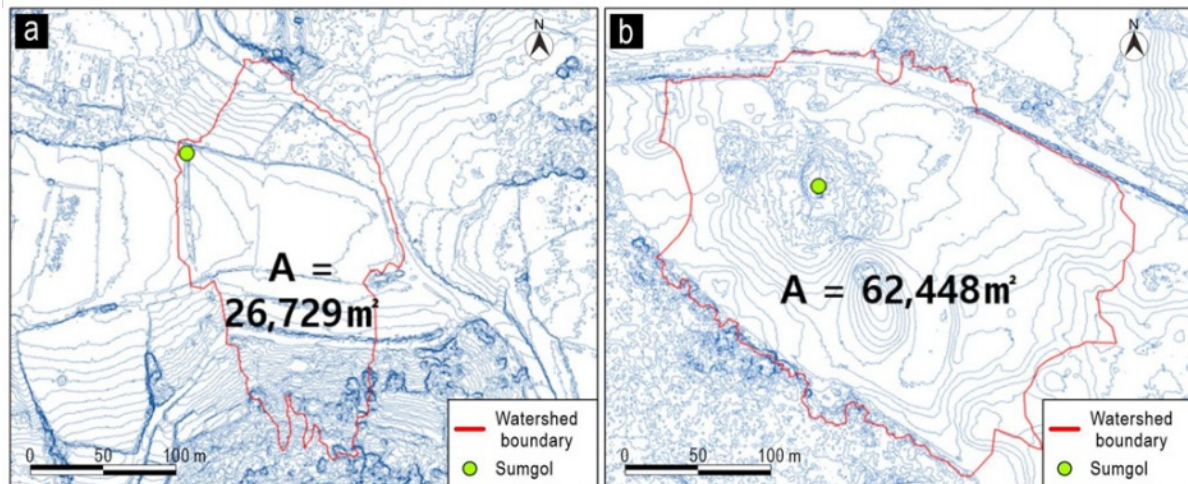 a
N
A =
26,729㎡
Watershed
boundary
Sumgol
0 50 100 m
b
N
A = 62,448㎡
Watershed
boundary
Sumgol
0 50 100 m